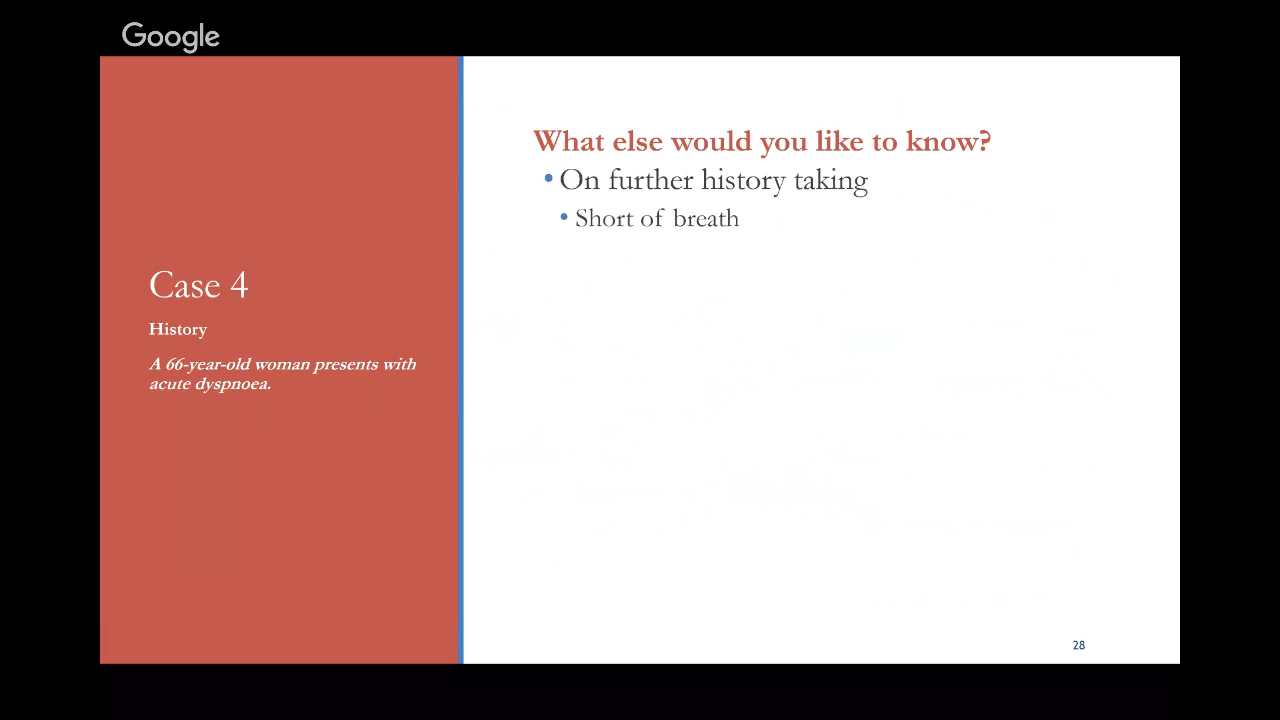 Google
Case 4
History
A 66-year-old woman presents with
acute dyspnoea.
What else would you like to know?
• On further history taking
• Short of breath
28